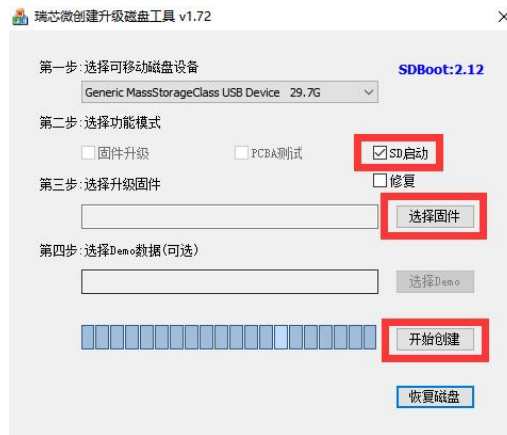 瑞芯微创建升级磁盘工具 v1.72
第一步:选择可移动磁盘设备
SDBoot:2.12
Generic MassStorageClass USB Device 29.7G
第二步:选择功能模式
固件升级 PCBA测试 SD启动
第三步:选择升级固件 修复
选择固件
第四步:选择Demo数据(可选)
选择Demo
开始创建
恢复磁盘